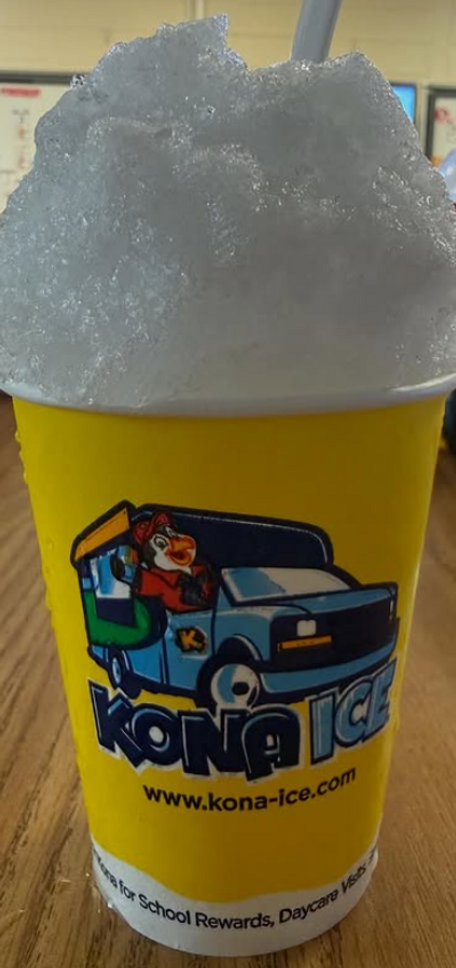 K
KONA ICE
www.kona-ice.com
Kona for School Rewards, Daycare Visits,